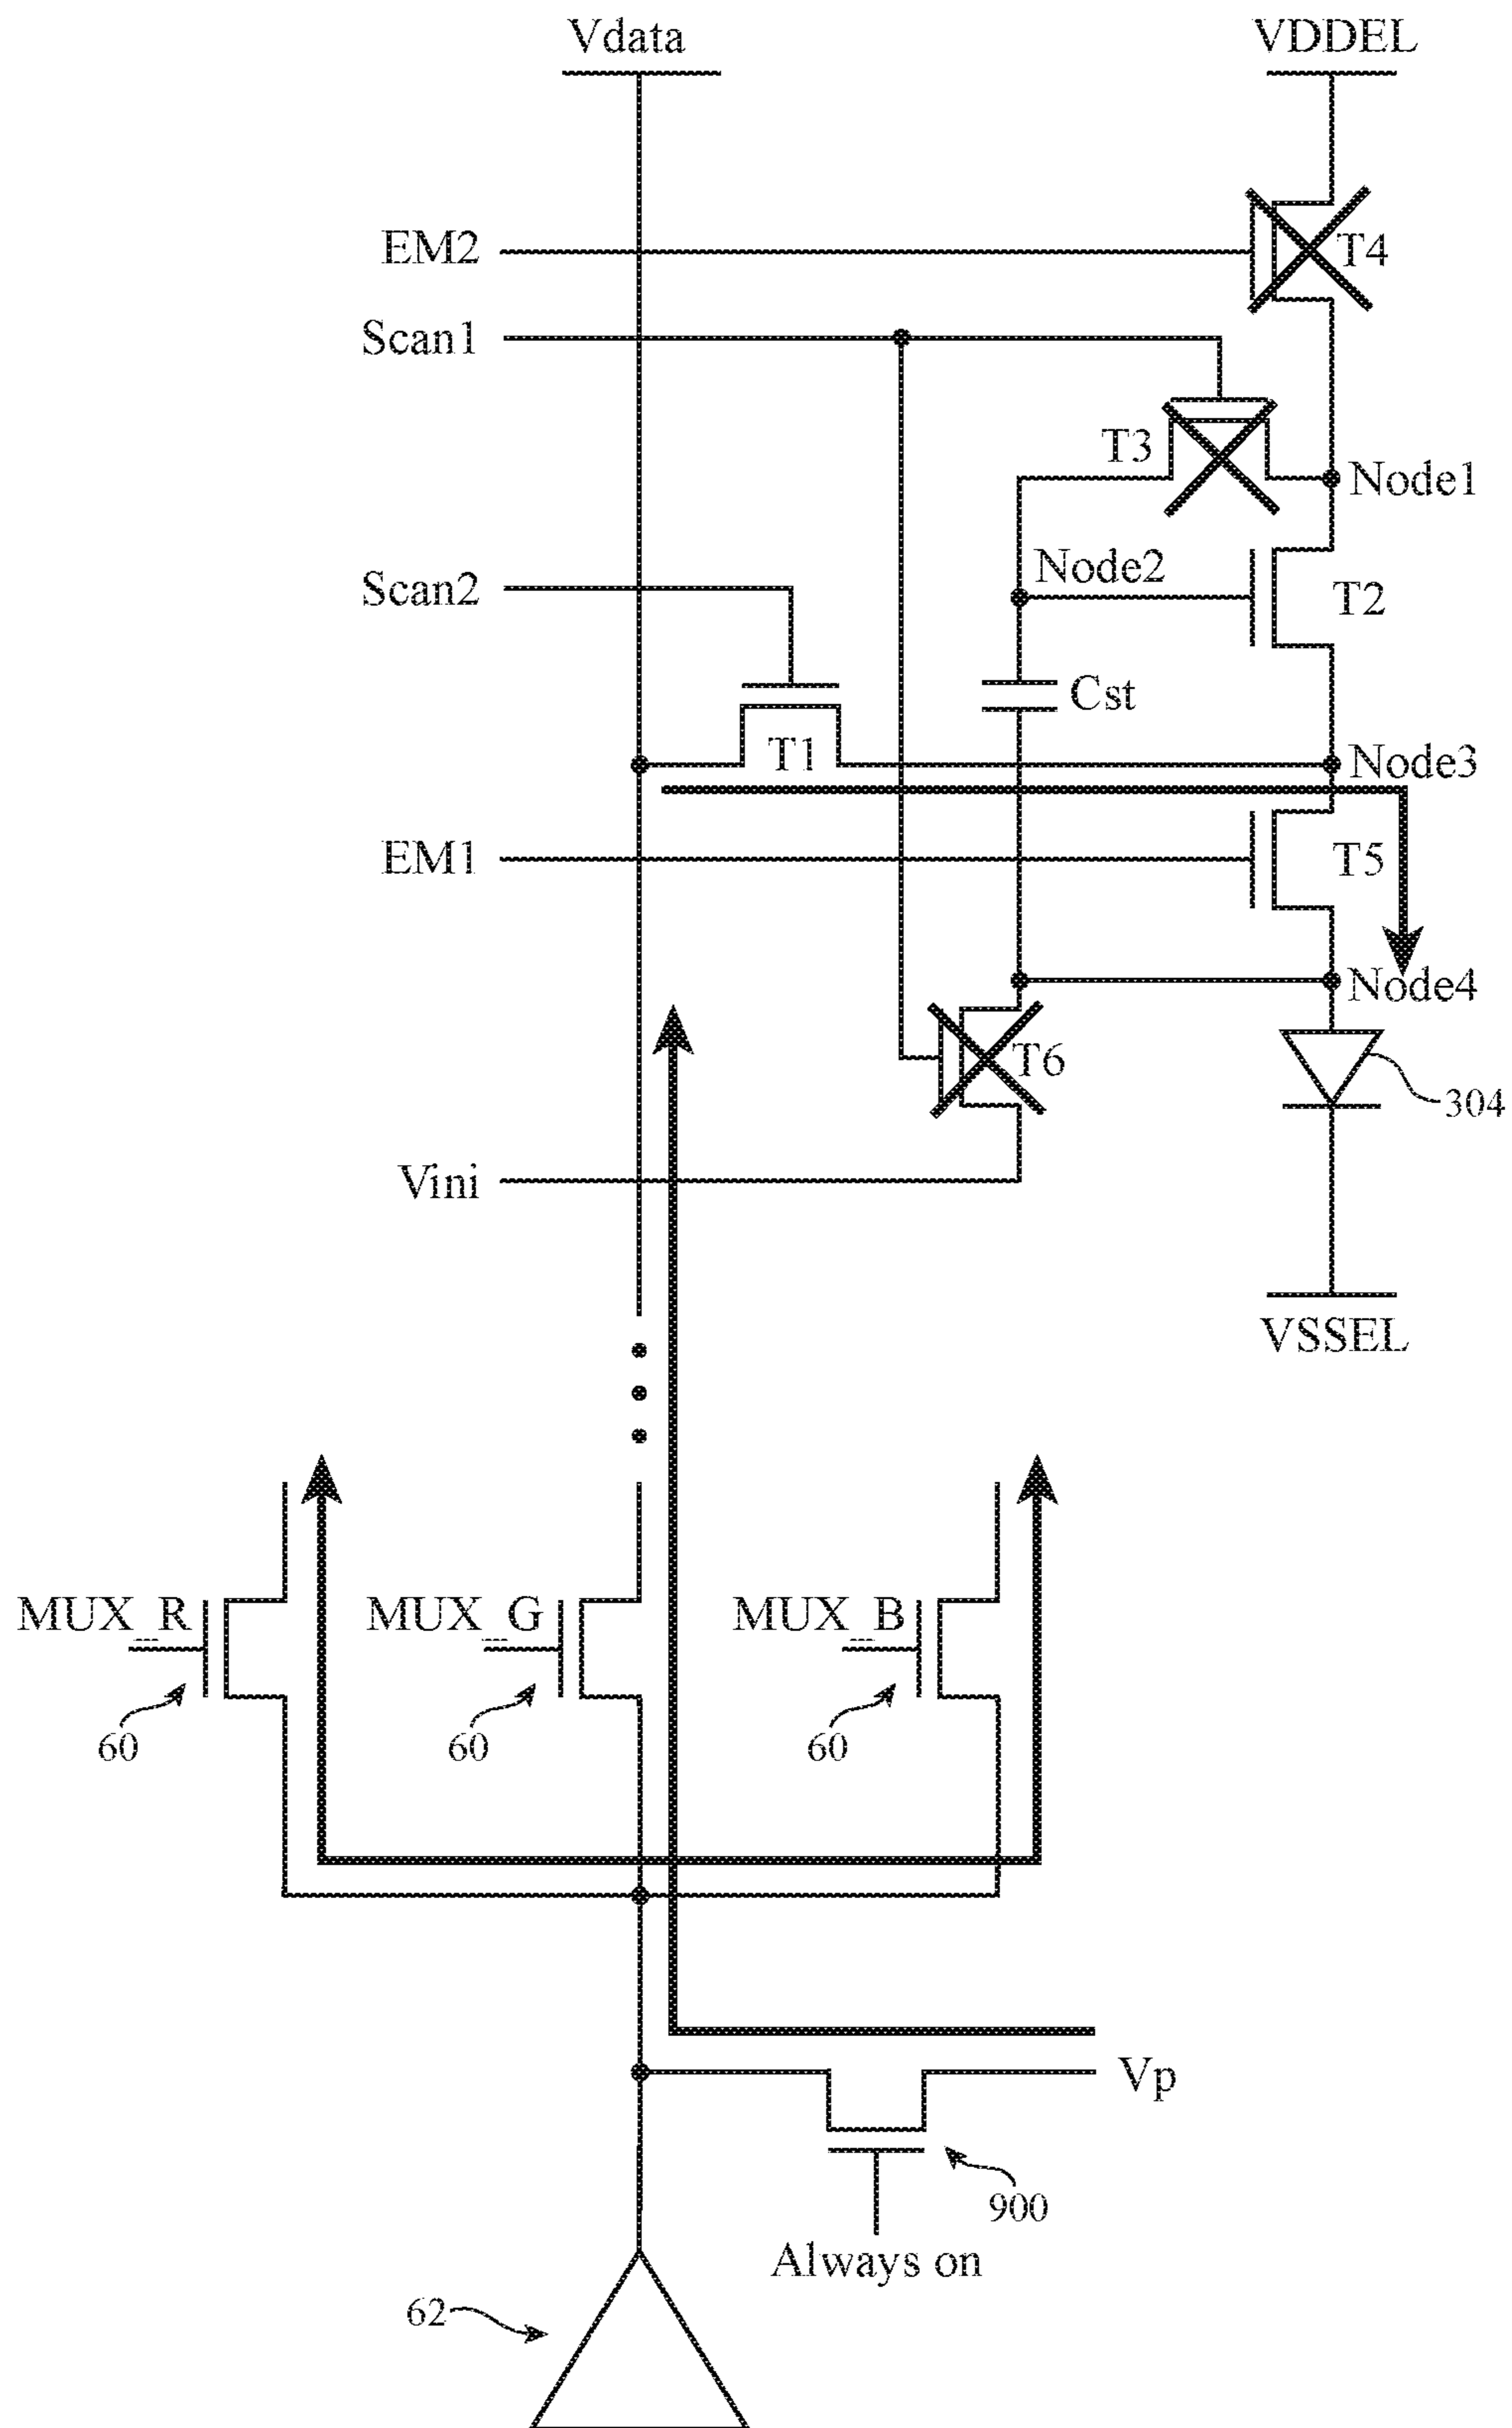 Vdata
VDDEL
EM2
T4
Scan1
T3
Node1
Scan2
Node2
T2
Cst
T1
Node3
EM1
T5
Node4
T6
304
Vini
VSSEL
MUX_R
MUX_G
MUX_B
60
60
60
Vp
900
Always on
62